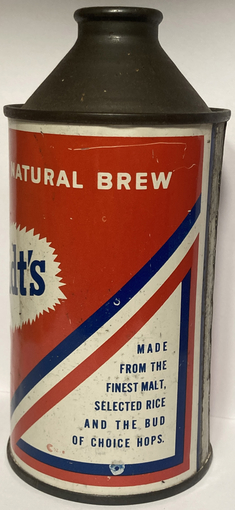 NATURAL BREW
dt's
MADE
FROM THE
FINEST MALT,
SELECTED RICE
AND THE BUD
OF CHOICE HOPS.